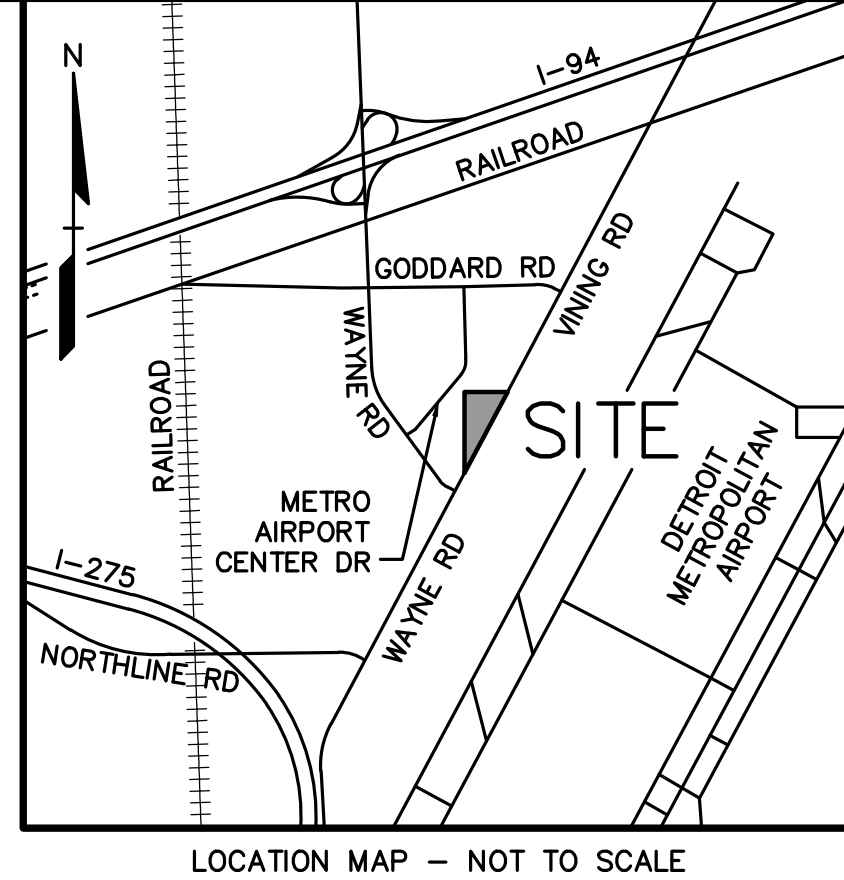 N
I-94
RAILROAD
GODDARD RD
VINING RD
WAYNE RD
RAILROAD
SITE
DETROIT
METROPOLITAN
AIRPORT
METRO
AIRPORT
CENTER DR
I-275
WAYNE RD
NORTHLINE RD
LOCATION MAP - NOT TO SCALE